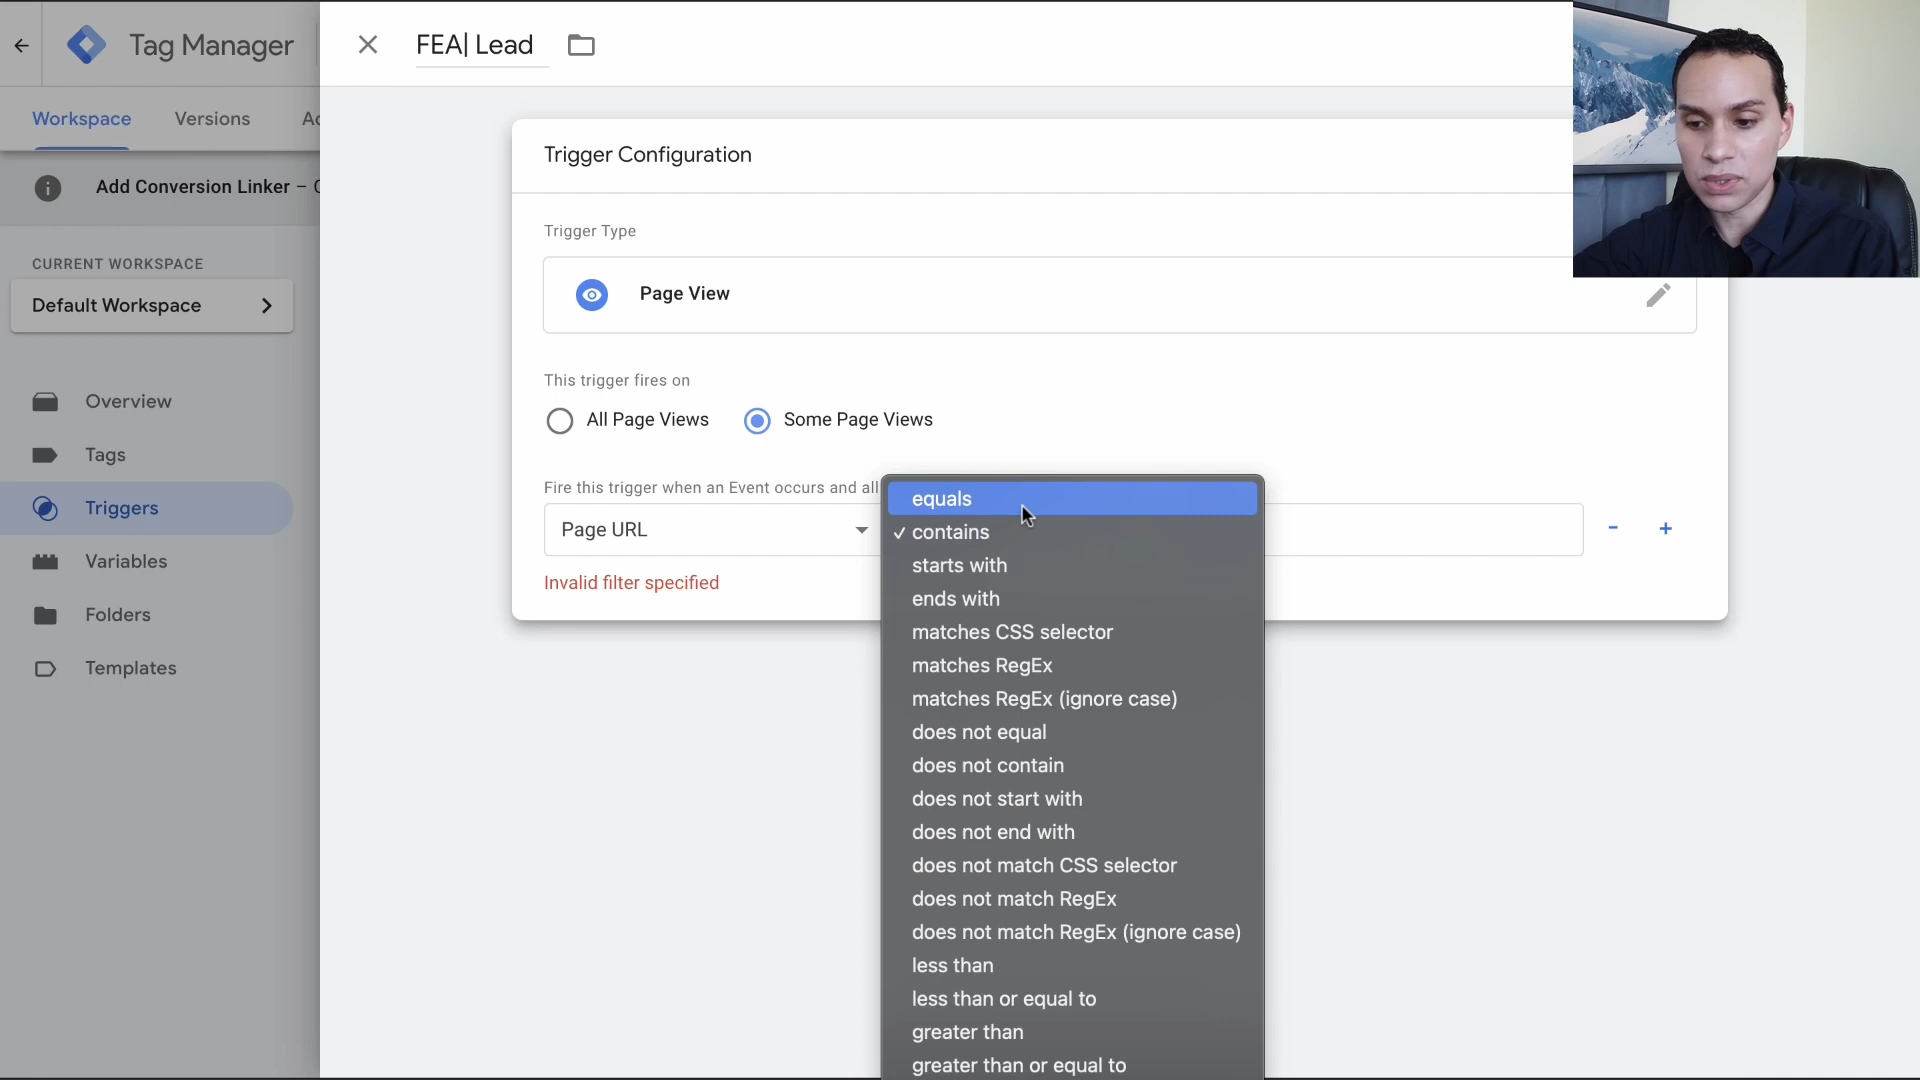 Tag Manager
FEA| Lead
Workspace
Versions
Add Conversion Linker –
CURRENT WORKSPACE
Default Workspace
Overview
Tags
Triggers
Variables
Folders
Templates
Trigger Configuration
Trigger Type
Page View
This trigger fires on
All Page Views
Some Page Views
Fire this trigger when an Event occurs and all
Page URL
Invalid filter specified
equals
✓ contains
starts with
ends with
matches CSS selector
matches RegEx
matches RegEx (ignore case)
does not equal
does not contain
does not start with
does not end with
does not match CSS selector
does not match RegEx
does not match RegEx (ignore case)
less than
less than or equal to
greater than
greater than or equal to